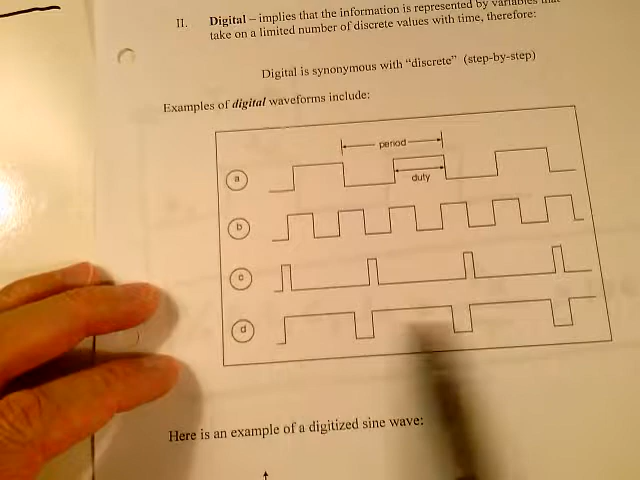 II. Digital – implies that the information is represented by variables that
take on a limited number of discrete values with time, therefore:
Digital is synonymous with “discrete” (step-by-step)
Examples of digital waveforms include:
period
a
duty
b
c
d
Here is an example of a digitized sine wave: